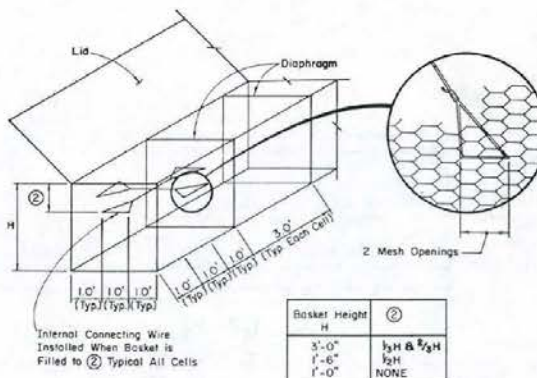 Lid
Diaphragm
②
H
1.0' 1.0' 1.0'
(Typ.)(Typ.)(Typ.)
1.0' 1.0' 1.0' 3.0'
(Typ.)(Typ.)(Typ.) (Typ. Each Cell)
2 Mesh Openings
Internal Connecting Wire
Installed When Basket is
Filled to ② Typical All Cells
Basket Height H ②
3'-0" ⅓H & ⅔H
1'-6" ½H
1'-0" NONE